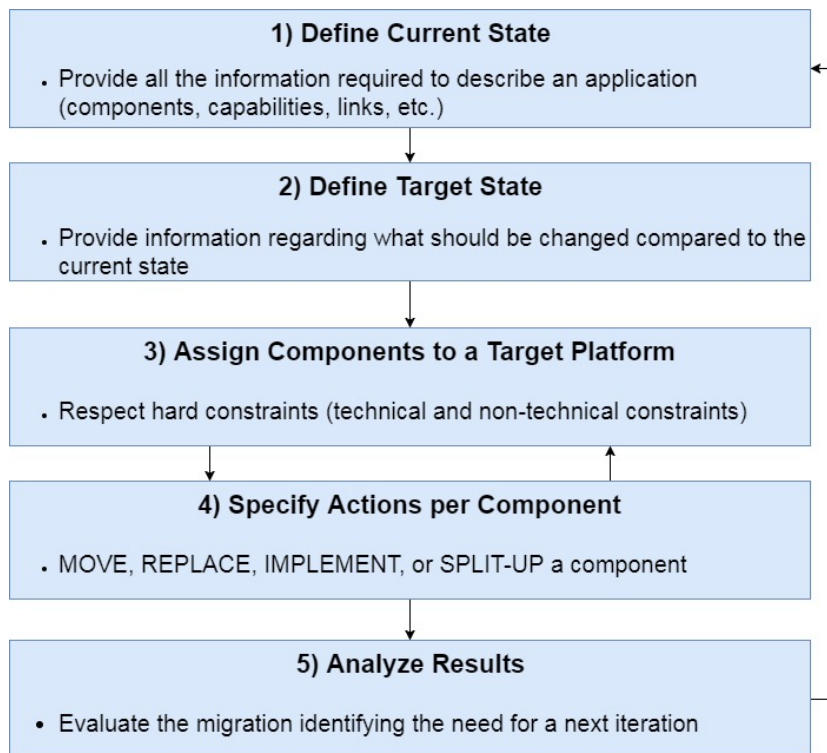 1) Define Current State
• Provide all the information required to describe an application
(components, capabilities, links, etc.)
2) Define Target State
• Provide information regarding what should be changed compared to the
current state
3) Assign Components to a Target Platform
• Respect hard constraints (technical and non-technical constraints)
4) Specify Actions per Component
• MOVE, REPLACE, IMPLEMENT, or SPLIT-UP a component
5) Analyze Results
• Evaluate the migration identifying the need for a next iteration